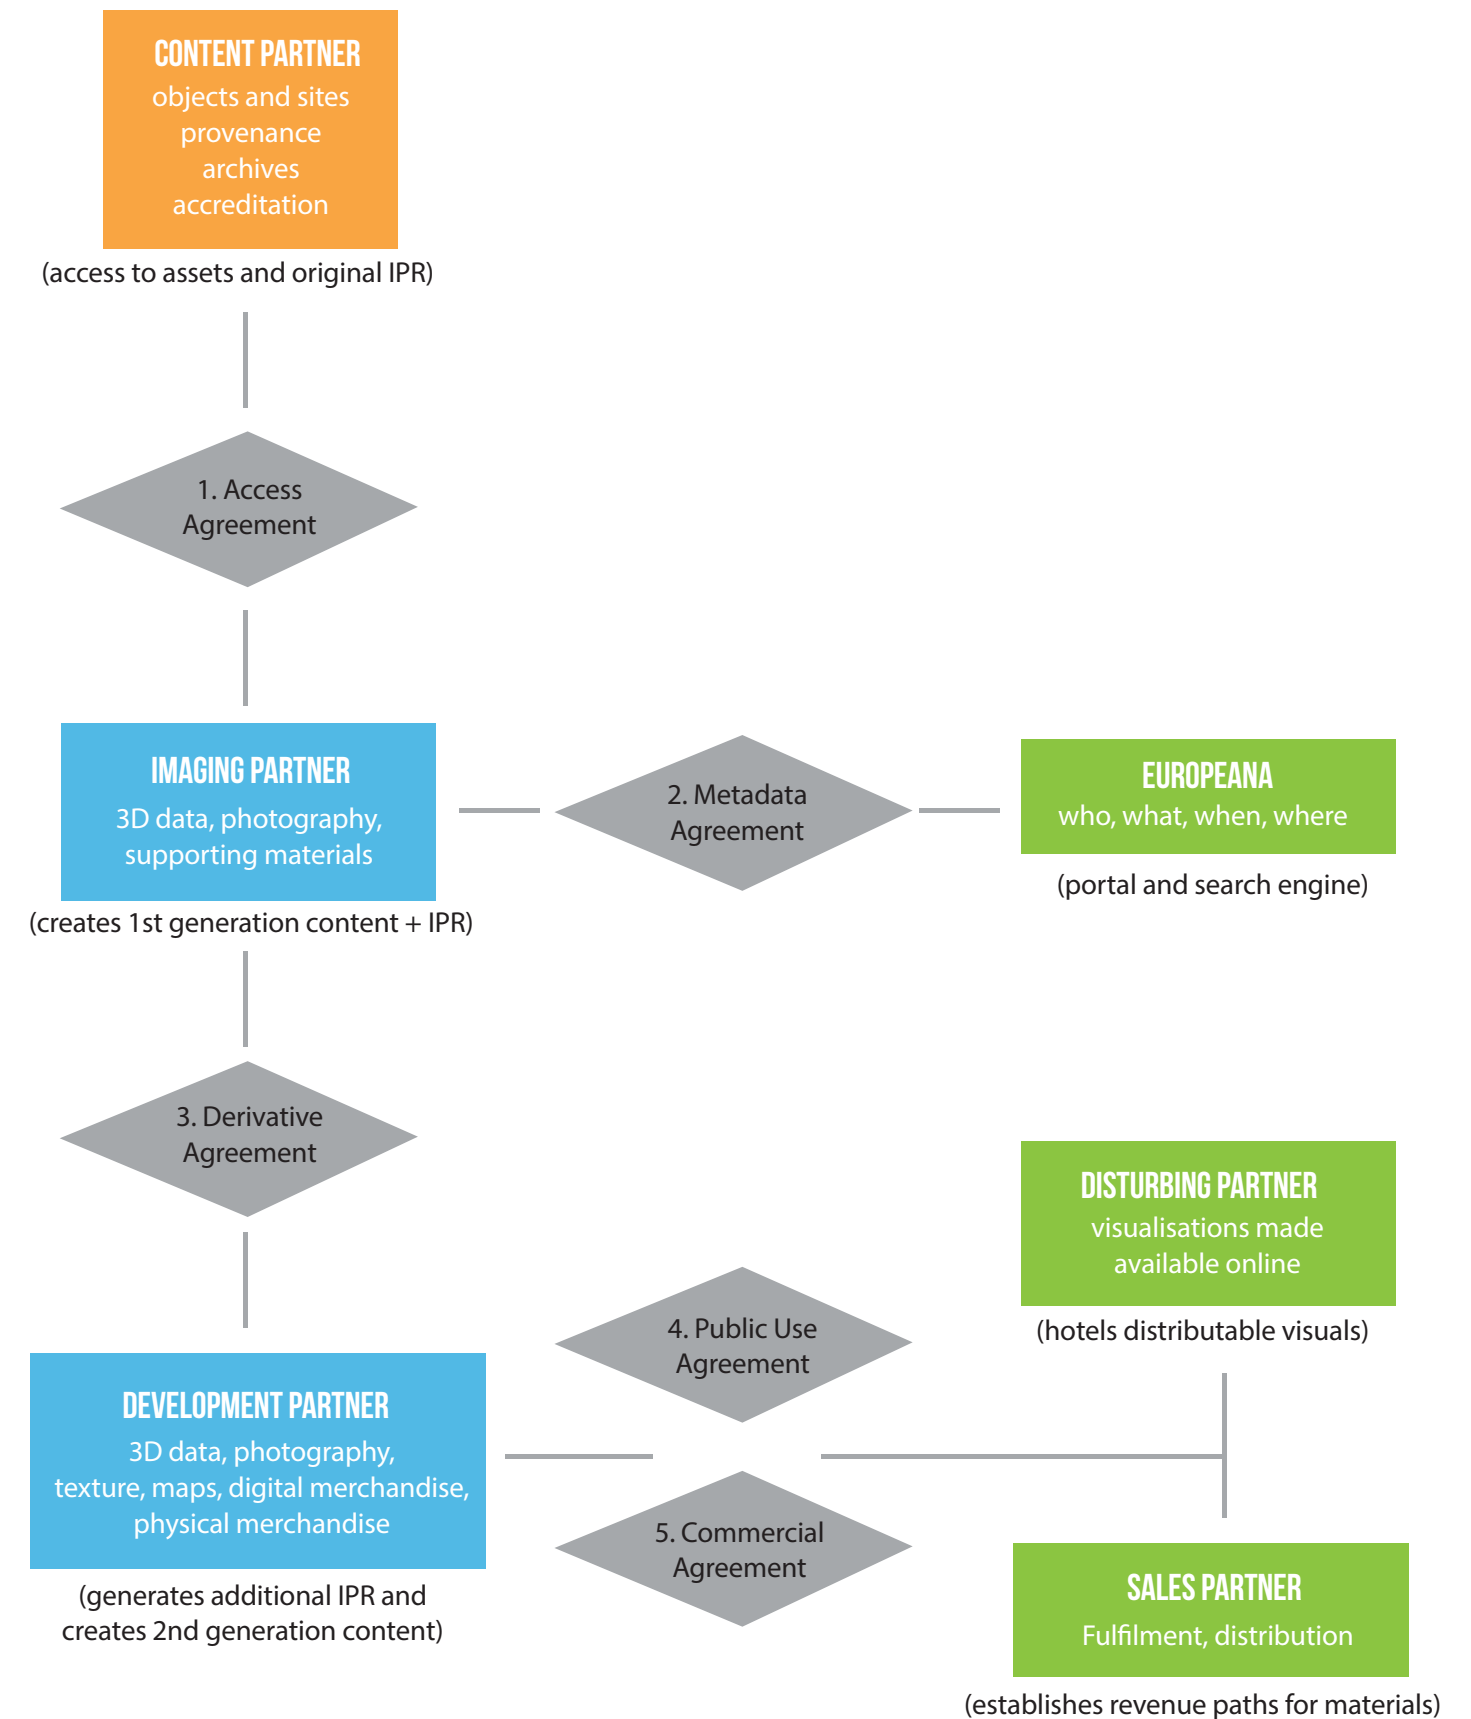 CONTENT PARTNER
objects and sites
provenance
archives
accreditation
(access to assets and original IPR)
1. Access
Agreement
IMAGING PARTNER
3D data, photography,
supporting materials
(creates 1st generation content + IPR)
2. Metadata
Agreement
EUROPEANA
who, what, when, where
(portal and search engine)
3. Derivative
Agreement
DISTURBING PARTNER
visualisations made
available online
(hotels distributable visuals)
4. Public Use
Agreement
DEVELOPMENT PARTNER
3D data, photography,
texture, maps, digital merchandise,
physical merchandise
(generates additional IPR and
creates 2nd generation content)
5. Commercial
Agreement
SALES PARTNER
Fulfilment, distribution
(establishes revenue paths for materials)